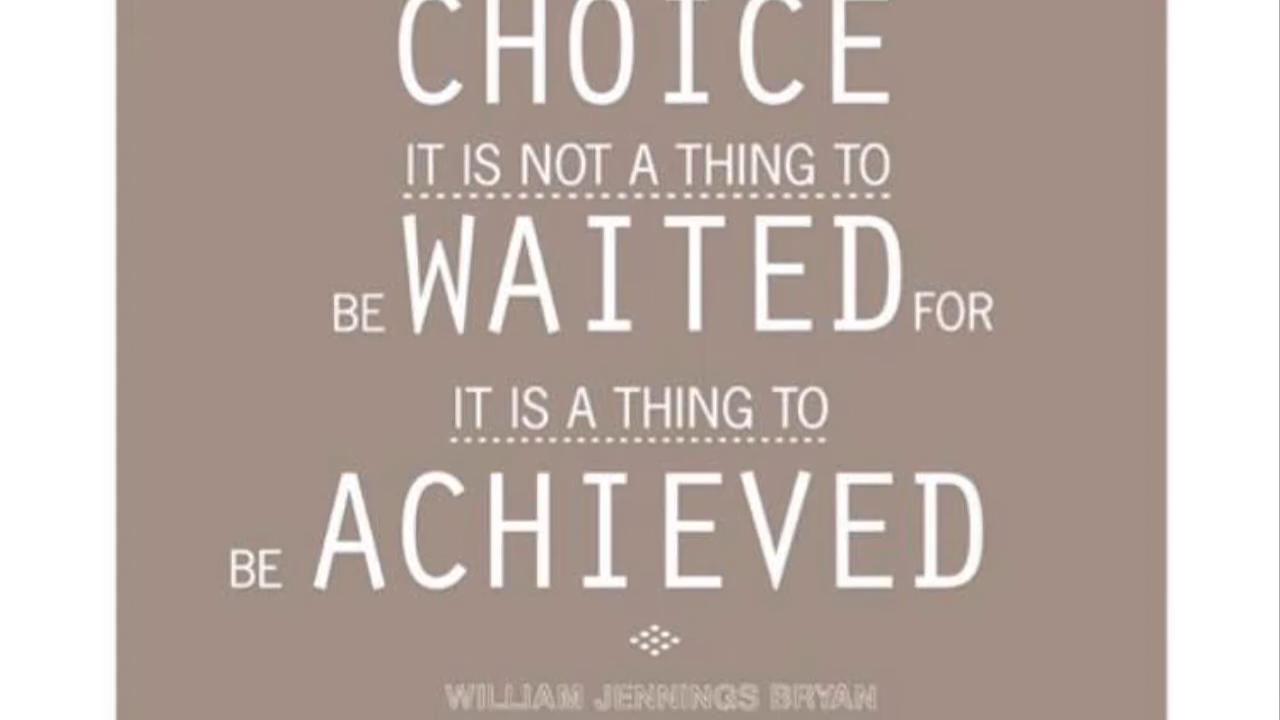 CHOICE
IT IS NOT A THING TO
BE WAITED FOR
IT IS A THING TO
BE ACHIEVED
WILLIAM JENNINGS BRYAN